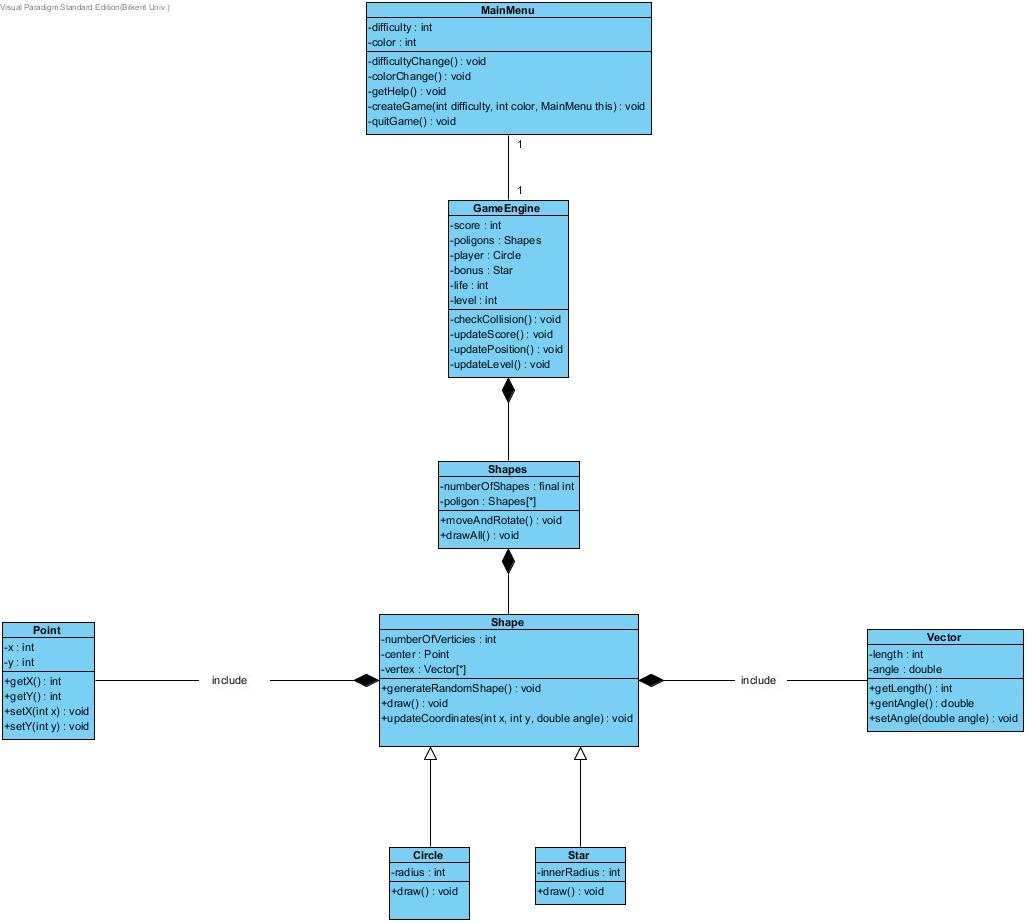 Visual Paradigm Standard Edition(Bilkent Univ.)
MainMenu
-difficulty : int
-color : int
-difficultyChange() : void
-colorChange() : void
-getHelp() : void
-createGame(int difficulty, int color, MainMenu this) : void
-quitGame() : void
1
1
GameEngine
-score : int
-poligons : Shapes
-player : Circle
-bonus : Star
-life : int
-level : int
-checkCollision() : void
-updateScore() : void
-updatePosition() : void
-updateLevel() : void
Shapes
-numberOfShapes : final int
-poligon : Shapes[*]
+moveAndRotate() : void
+drawAll() : void
Point
-x : int
-y : int
+getX() : int
+getY() : int
+setX(int x) : void
+setY(int y) : void
include
Shape
-numberOfVerticies : int
-center : Point
-vertex : Vector[*]
+generateRandomShape() : void
+draw() : void
+updateCoordinates(int x, int y, double angle) : void
include
Vector
-length : int
-angle : double
+getLength() : int
+gentAngle() : double
+setAngle(double angle) : void
Circle
-radius : int
+draw() : void
Star
-innerRadius : int
+draw() : void